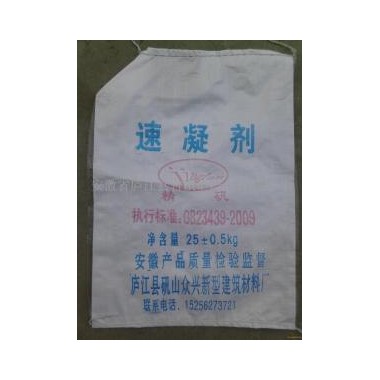 速凝剂
精 矾
执行标准:GB23439-2009
净含量 25±0.5kg
安徽产品质量检验监督
庐江县矾山众兴新型建筑材料厂
联系电话:15256273721